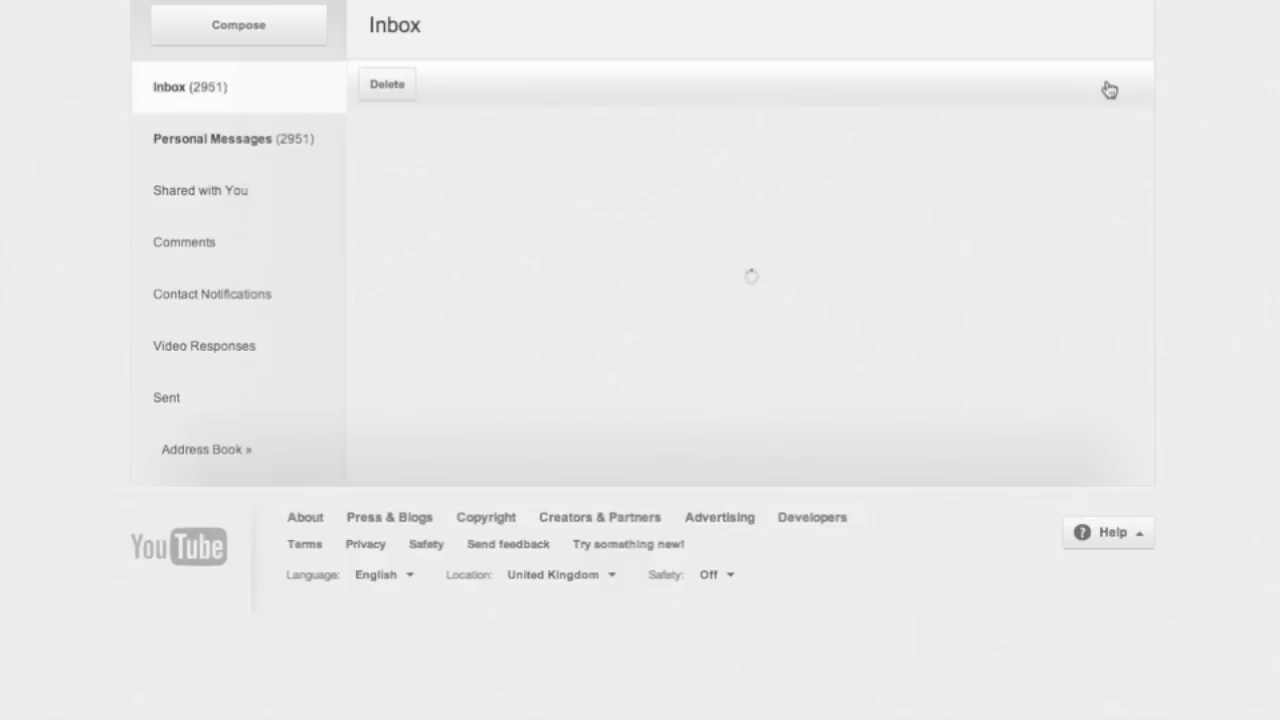 Compose
Inbox
Inbox (2951)
Delete
Personal Messages (2951)
Shared with You
Comments
Contact Notifications
Video Responses
Sent
Address Book »
YouTube
About Press & Blogs Copyright Creators & Partners Advertising Developers
Terms Privacy Safety Send feedback Try something new!
Language: English Location: United Kingdom Safety: Off
? Help